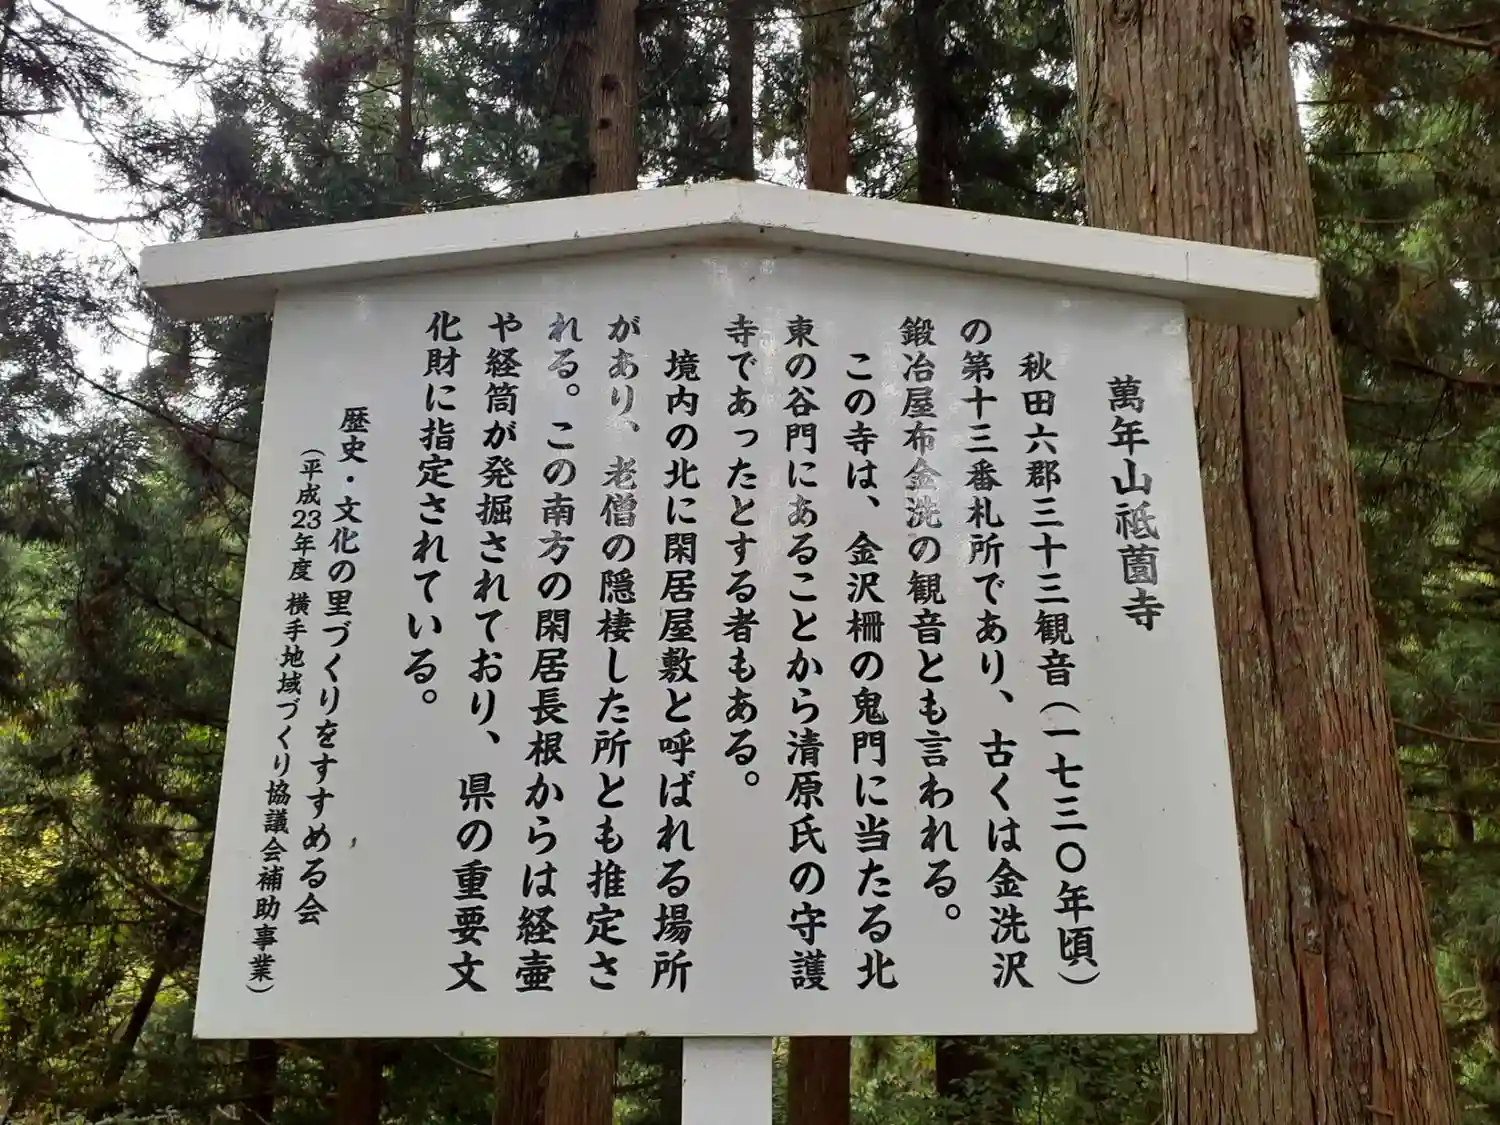 萬年山祇薗寺
秋田六郡三十三観音（一七三〇年頃）
の第十三番札所であり、古くは金洗沢
鍛冶屋布金洗の観音とも言われる。
この寺は、金沢柵の鬼門に当たる北
東の谷門にあることから清原氏の守護
寺であったとする者もある。
境内の北に閑居屋敷と呼ばれる場所
があり、老僧の隠棲した所とも推定さ
れる。この南方の閑居長根からは経壷
や経筒が発掘されており、県の重要文
化財に指定されている。
歴史・文化の里づくりをすすめる会
（平成23年度 横手地域づくり協議会補助事業）